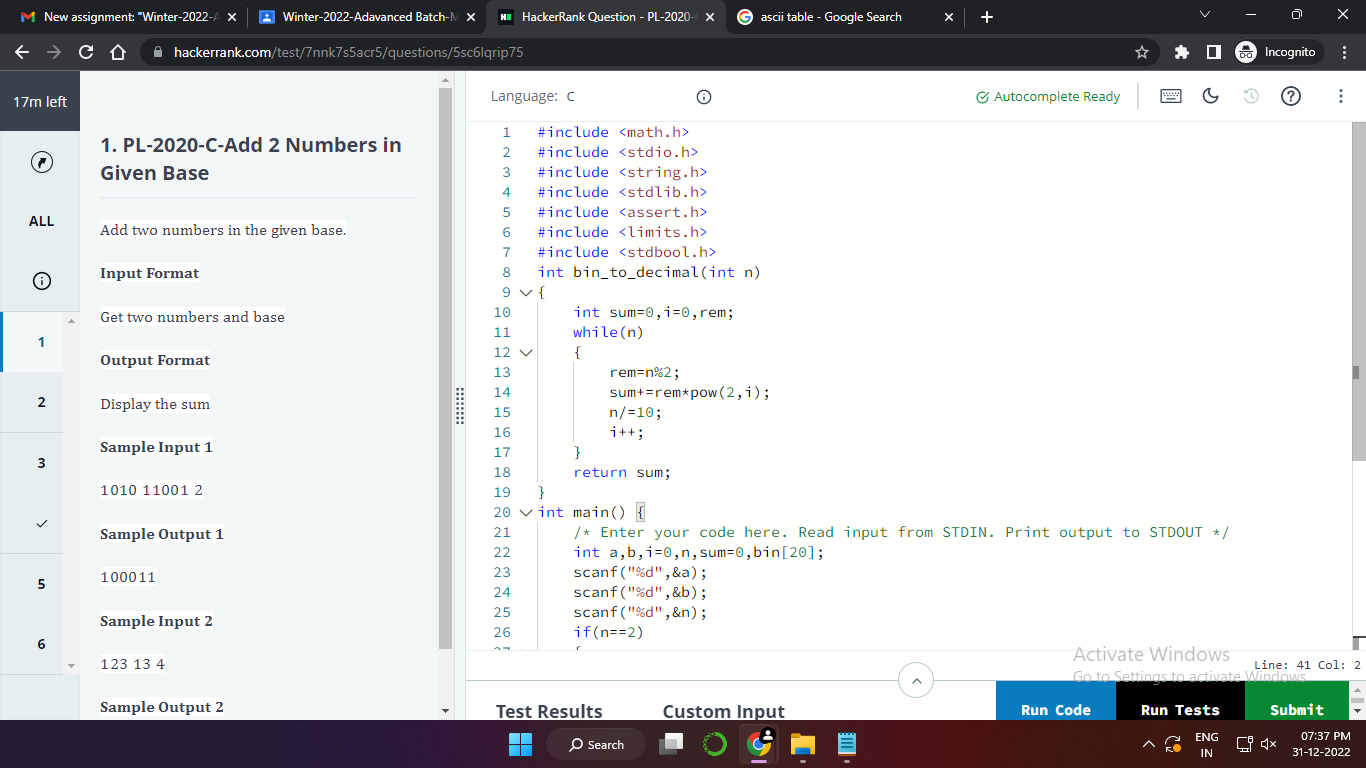 New assignment: "Winter-2022-A
Winter-2022-Adavanced Batch-M
HackerRank Question - PL-2020-
ascii table - Google Search
hackerrank.com/test/7nnk7s5acr5/questions/5sc6lqrip75
Incognito
17m left
ALL
1
2
3
5
6
1. PL-2020-C-Add 2 Numbers in
Given Base
Add two numbers in the given base.
Input Format
Get two numbers and base
Output Format
Display the sum
Sample Input 1
1010 11001 2
Sample Output 1
100011
Sample Input 2
123 13 4
Sample Output 2
Language: C
Autocomplete Ready
1 #include <math.h>
2 #include <stdio.h>
3 #include <string.h>
4 #include <stdlib.h>
5 #include <assert.h>
6 #include <limits.h>
7 #include <stdbool.h>
8 int bin_to_decimal(int n)
9 {
10 int sum=0,i=0,rem;
11 while(n)
12 {
13 rem=n%2;
14 sum+=rem*pow(2,i);
15 n/=10;
16 i++;
17 }
18 return sum;
19 }
20 int main() {
21 /* Enter your code here. Read input from STDIN. Print output to STDOUT */
22 int a,b,i=0,n,sum=0,bin[20];
23 scanf("%d",&a);
24 scanf("%d",&b);
25 scanf("%d",&n);
26 if(n==2)
27 {
Activate Windows
Go to Settings to activate Windows.
Line: 41 Col: 2
Test Results
Custom Input
Run Code
Run Tests
Submit
Search
ENG
IN
07:37 PM
31-12-2022